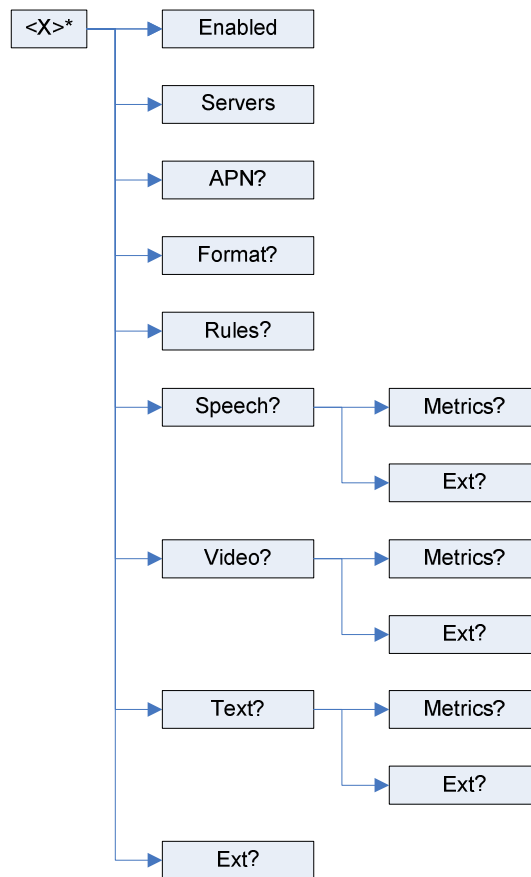 <X>*
Enabled
Servers
APN?
Format?
Rules?
Speech?
Metrics?
Ext?
Video?
Metrics?
Ext?
Text?
Metrics?
Ext?
Ext?